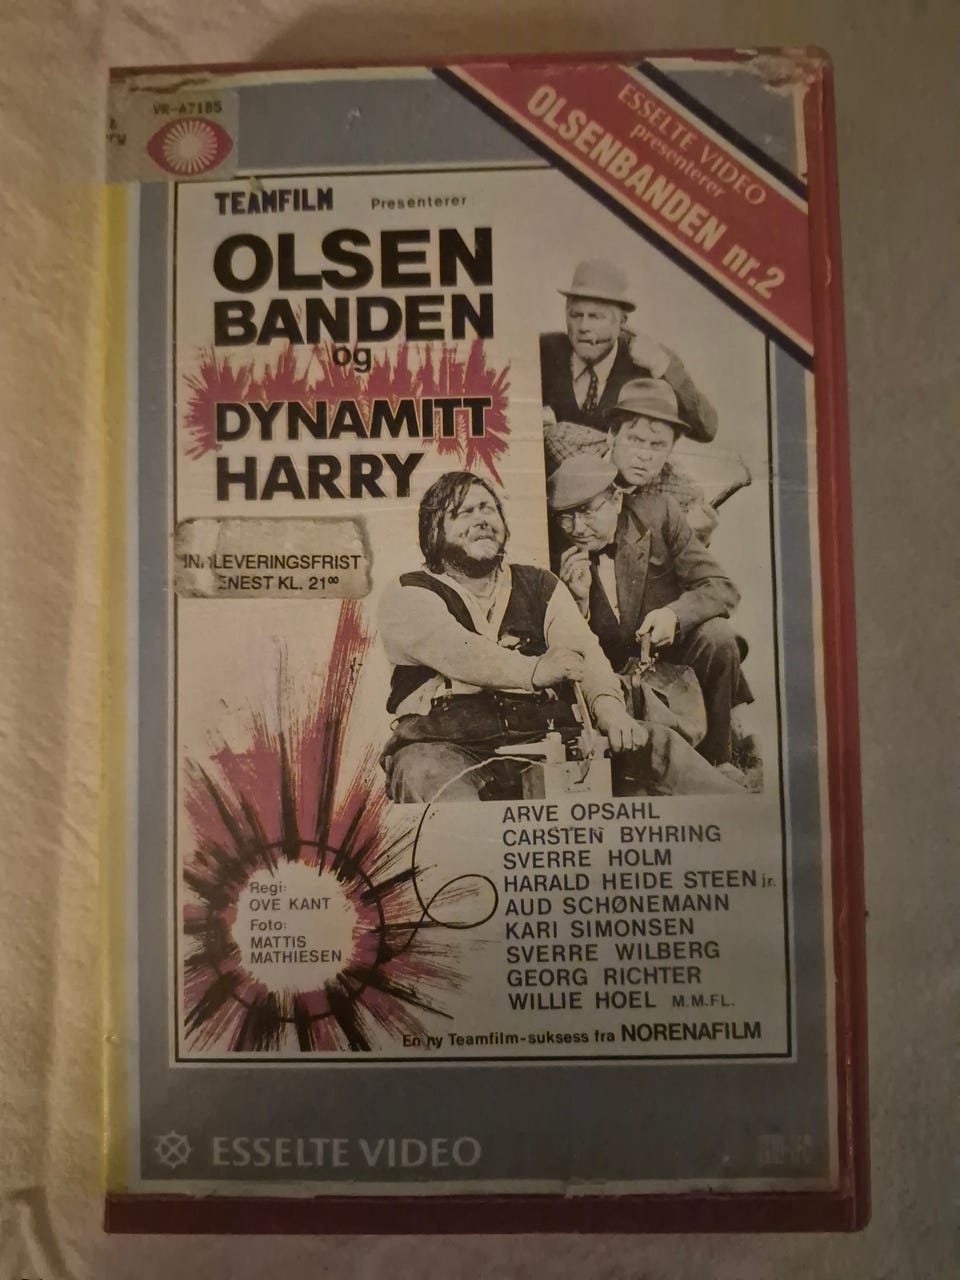 VR-A7185
ESSELTE VIDEO
presenterer
OLSENBANDEN nr.2
TEAMFILM Presenterer
OLSEN
BANDEN
og
DYNAMITT
HARRY
LEVERINGSFRIST
ENEST KL. 21⁰⁰
ARVE OPSAHL
CARSTEN BYHRING
SVERRE HOLM
HARALD HEIDE STEEN jr.
AUD SCHØNEMANN
KARI SIMONSEN
SVERRE WILBERG
GEORG RICHTER
WILLIE HOEL M.M.FL.
Regi:
OVE KANT
Foto:
MATTIS
MATHIESEN
En ny Teamfilm-suksess fra NORENAFILM
ESSELTE VIDEO